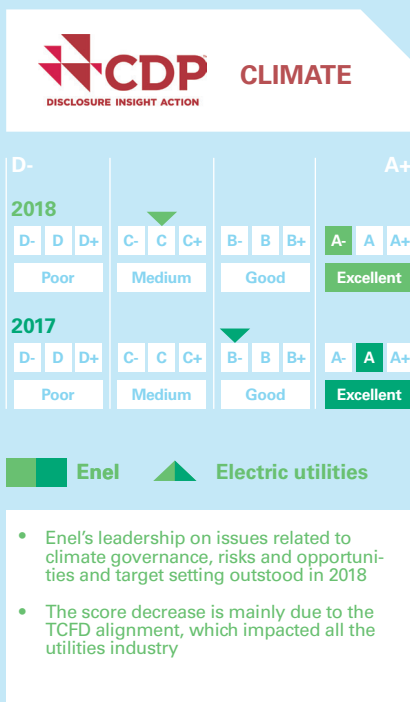 CDP CLIMATE
DISCLOSURE INSIGHT ACTION
D- A+
2018
D- D D+ C- C C+ B- B B+ A- A A+
Poor Medium Good Excellent
2017
D- D D+ C- C C+ B- B B+ A- A A+
Poor Medium Good Excellent
Enel Electric utilities
• Enel's leadership on issues related to
climate governance, risks and opportuni-
ties and target setting outstood in 2018
• The score decrease is mainly due to the
TCFD alignment, which impacted all the
utilities industry